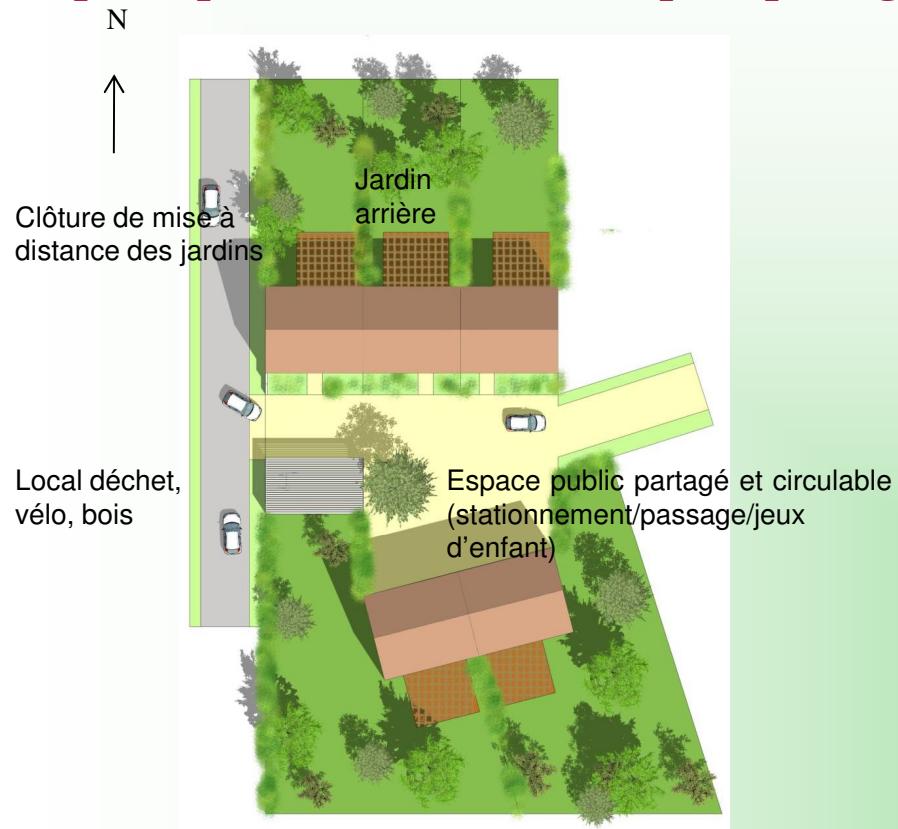 N
Jardin
arrière
Clôture de mise à
distance des jardins
Local déchet,
vélo, bois
Espace public partagé et circulable
(stationnement/passage/jeux
d'enfant)